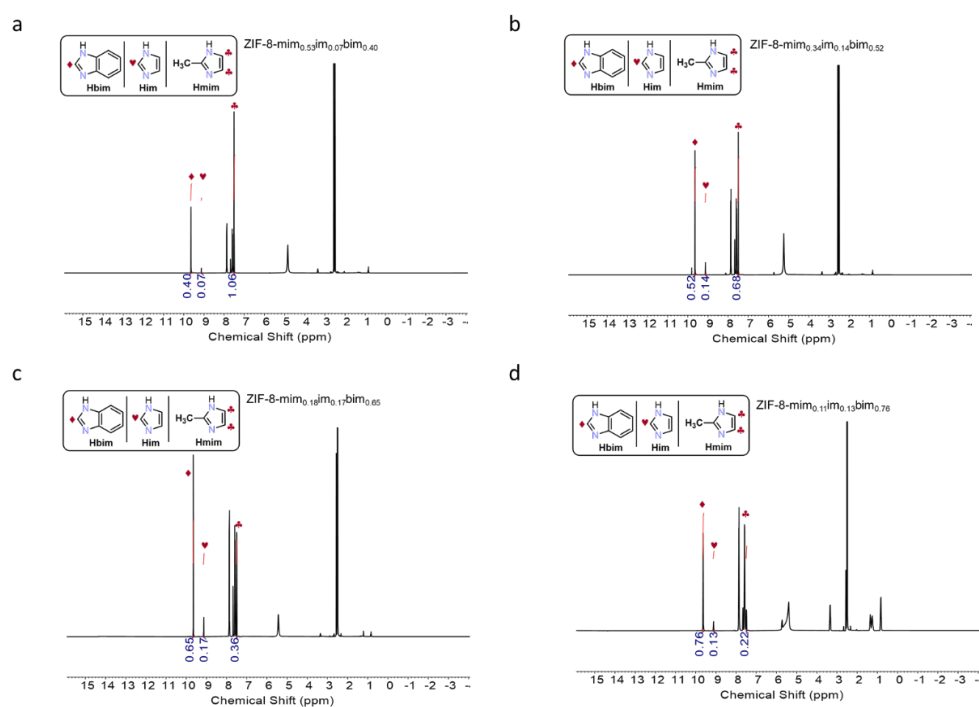 a
ZIF-8-mim0.53im0.07bim0.40
H
N
N
Hbim
H
N
N
Him
H
N
H3C
N
Hmim
0.40
0.07
1.06
15 14 13 12 11 10 9 8 7 6 5 4 3 2 1 0 -1 -2 -3 -4
Chemical Shift (ppm)
b
ZIF-8-mim0.34im0.14bim0.52
H
N
N
Hbim
H
N
N
Him
H
N
H3C
N
Hmim
0.52
0.14
0.68
15 14 13 12 11 10 9 8 7 6 5 4 3 2 1 0 -1 -2 -3 -4
Chemical Shift (ppm)
c
ZIF-8-mim0.18im0.17bim0.65
H
N
N
Hbim
H
N
N
Him
H
N
H3C
N
Hmim
0.65
0.17
0.36
15 14 13 12 11 10 9 8 7 6 5 4 3 2 1 0 -1 -2 -3 -4
Chemical Shift (ppm)
d
ZIF-8-mim0.11im0.13bim0.76
H
N
N
Hbim
H
N
N
Him
H
N
H3C
N
Hmim
0.76
0.13
0.22
15 14 13 12 11 10 9 8 7 6 5 4 3 2 1 0 -1 -2 -3
Chemical Shift (ppm)